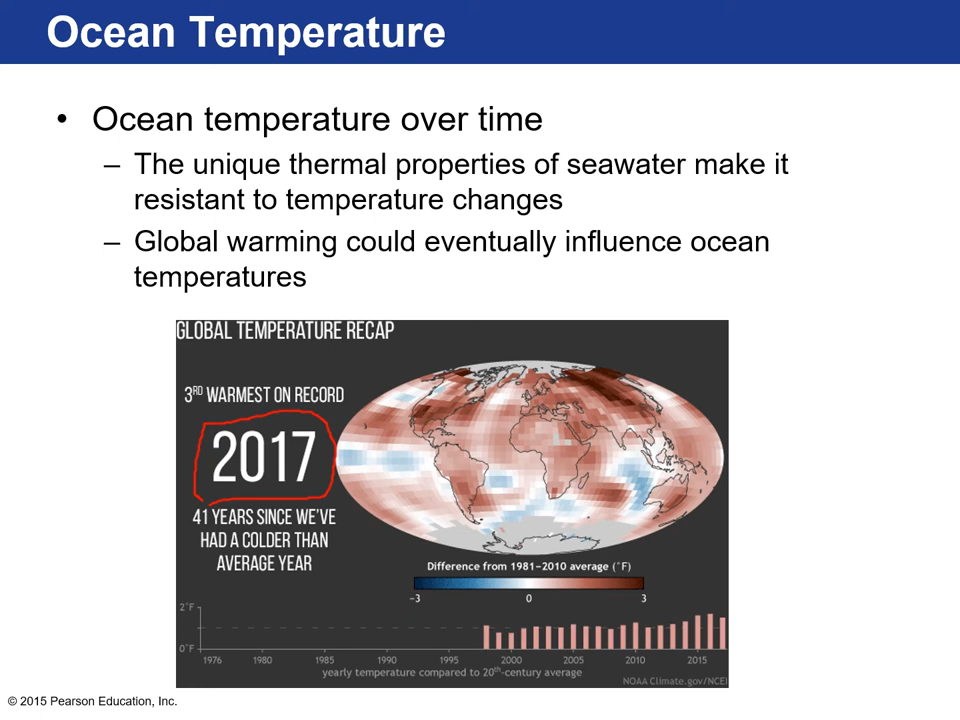 Ocean Temperature
• Ocean temperature over time
– The unique thermal properties of seawater make it
resistant to temperature changes
– Global warming could eventually influence ocean
temperatures
GLOBAL TEMPERATURE RECAP
3RD WARMEST ON RECORD
2017
41 YEARS SINCE WE'VE
HAD A COLDER THAN
AVERAGE YEAR
Difference from 1981–2010 average (°F)
-3 0 3
2°F
0°F
1976 1980 1985 1990 1995 2000 2005 2010 2015
yearly temperature compared to 20th-century average
NOAA Climate.gov/NCEI
© 2015 Pearson Education, Inc.